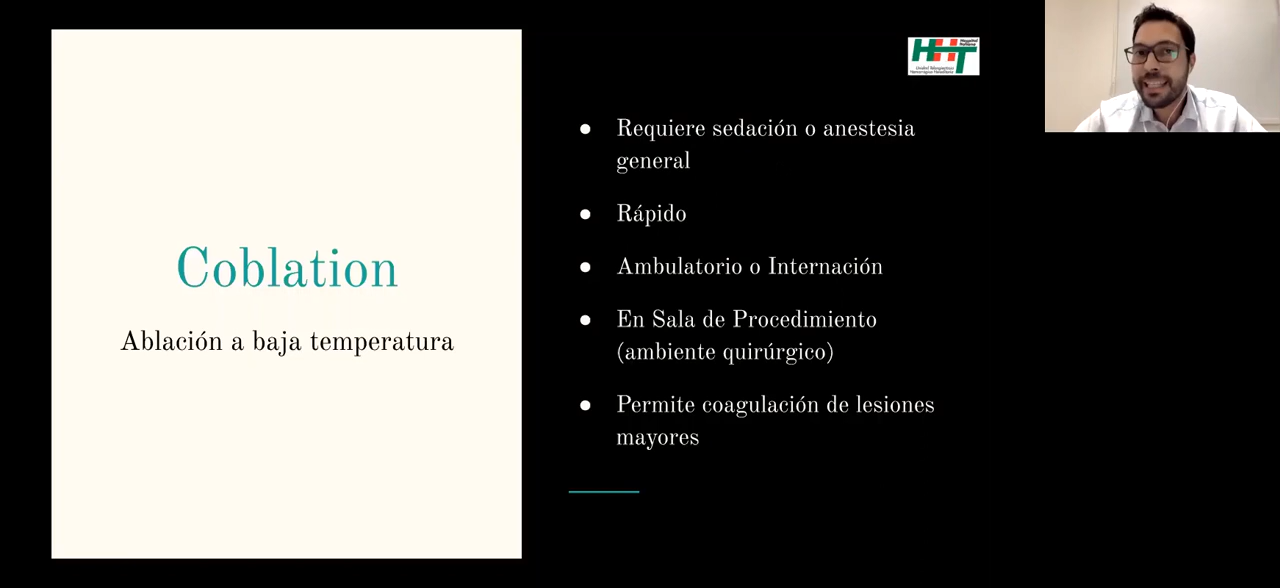 Coblation
Ablación a baja temperatura
HHT
Requiere sedación o anestesia
general
Rápido
Ambulatorio o Internación
En Sala de Procedimiento
(ambiente quirúrgico)
Permite coagulación de lesiones
mayores